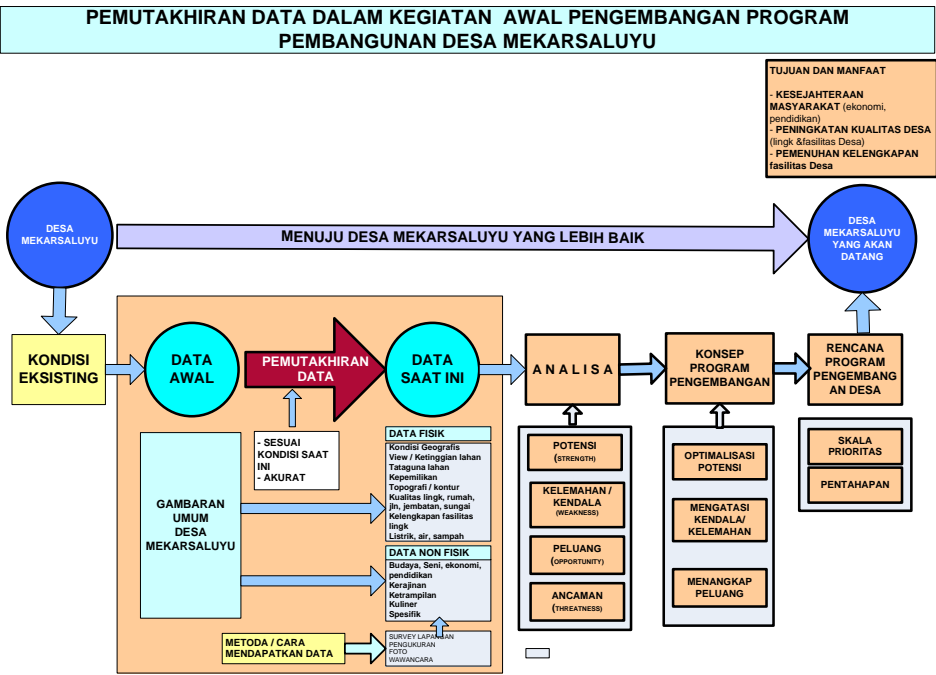 PEMUTAKHIRAN DATA DALAM KEGIATAN AWAL PENGEMBANGAN PROGRAM
PEMBANGUNAN DESA MEKARSALUYU
TUJUAN DAN MANFAAT
- KESEJAHTERAAN
MASYARAKAT (ekonomi,
pendidikan)
- PENINGKATAN KUALITAS DESA
(lingk &fasilitas Desa)
- PEMENUHAN KELENGKAPAN
fasilitas Desa
DESA
MEKARSALUYU
MENUJU DESA MEKARSALUYU YANG LEBIH BAIK
DESA
MEKARSALUYU
YANG AKAN
DATANG
KONDISI
EKSISTING
DATA
AWAL
PEMUTAKHIRAN
DATA
DATA
SAAT INI
A N A L I S A
KONSEP
PROGRAM
PENGEMBANGAN
RENCANA
PROGRAM
PENGEMBANG
AN DESA
- SESUAI
KONDISI SAAT
INI
- AKURAT
GAMBARAN
UMUM
DESA
MEKARSALUYU
DATA FISIK
Kondisi Geografis
View / Ketinggian lahan
Tataguna lahan
Kepemilikan
Topografi / kontur
Kualitas lingk, rumah,
jln, jembatan, sungai
Kelengkapan fasilitas
lingk
Listrik, air, sampah
DATA NON FISIK
Budaya, Seni, ekonomi,
pendidikan
Kerajinan
Ketrampilan
Kuliner
Spesifik
METODA / CARA
MENDAPATKAN DATA
SURVEY LAPANGAN
PENGUKURAN
FOTO
WAWANCARA
POTENSI
(STRENGTH)
KELEMAHAN /
KENDALA
(WEAKNESS)
PELUANG
(OPPORTUNITY)
ANCAMAN
(THREATNESS)
OPTIMALISASI
POTENSI
MENGATASI
KENDALA/
KELEMAHAN
MENANGKAP
PELUANG
SKALA
PRIORITAS
PENTAHAPAN